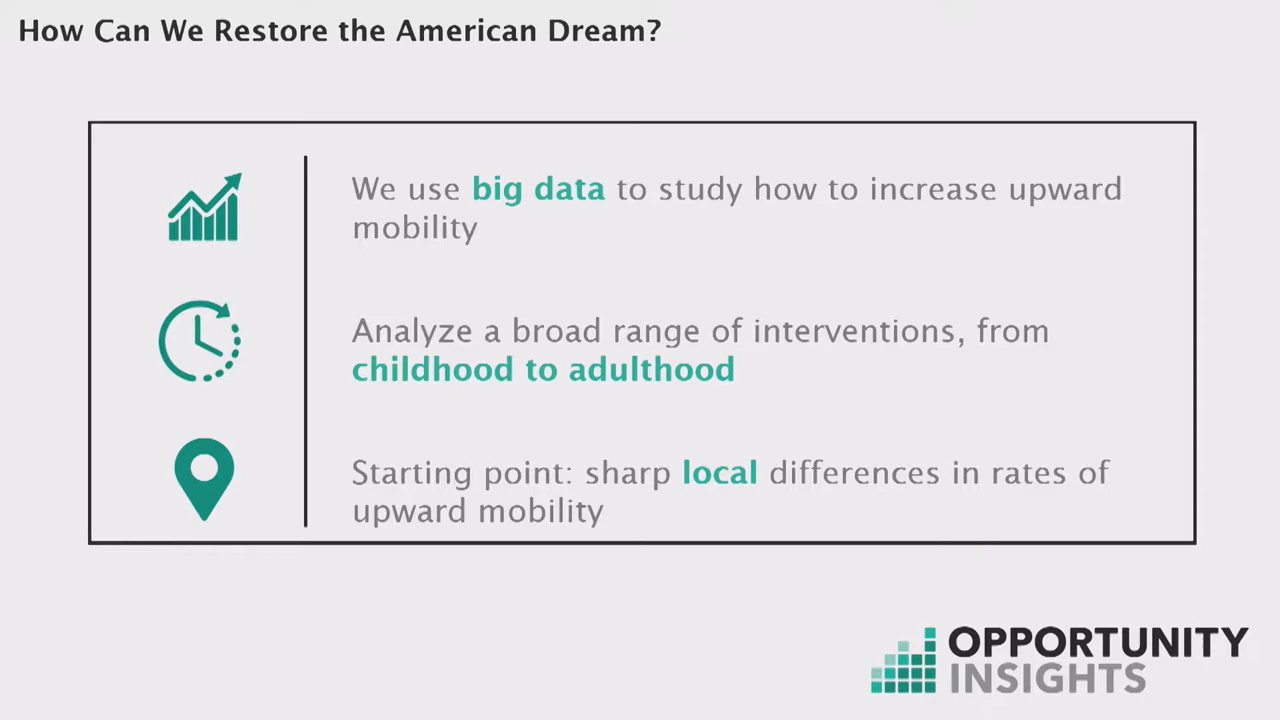 How Can We Restore the American Dream?
We use big data to study how to increase upward
mobility
Analyze a broad range of interventions, from
childhood to adulthood
Starting point: sharp local differences in rates of
upward mobility
OPPORTUNITY
INSIGHTS